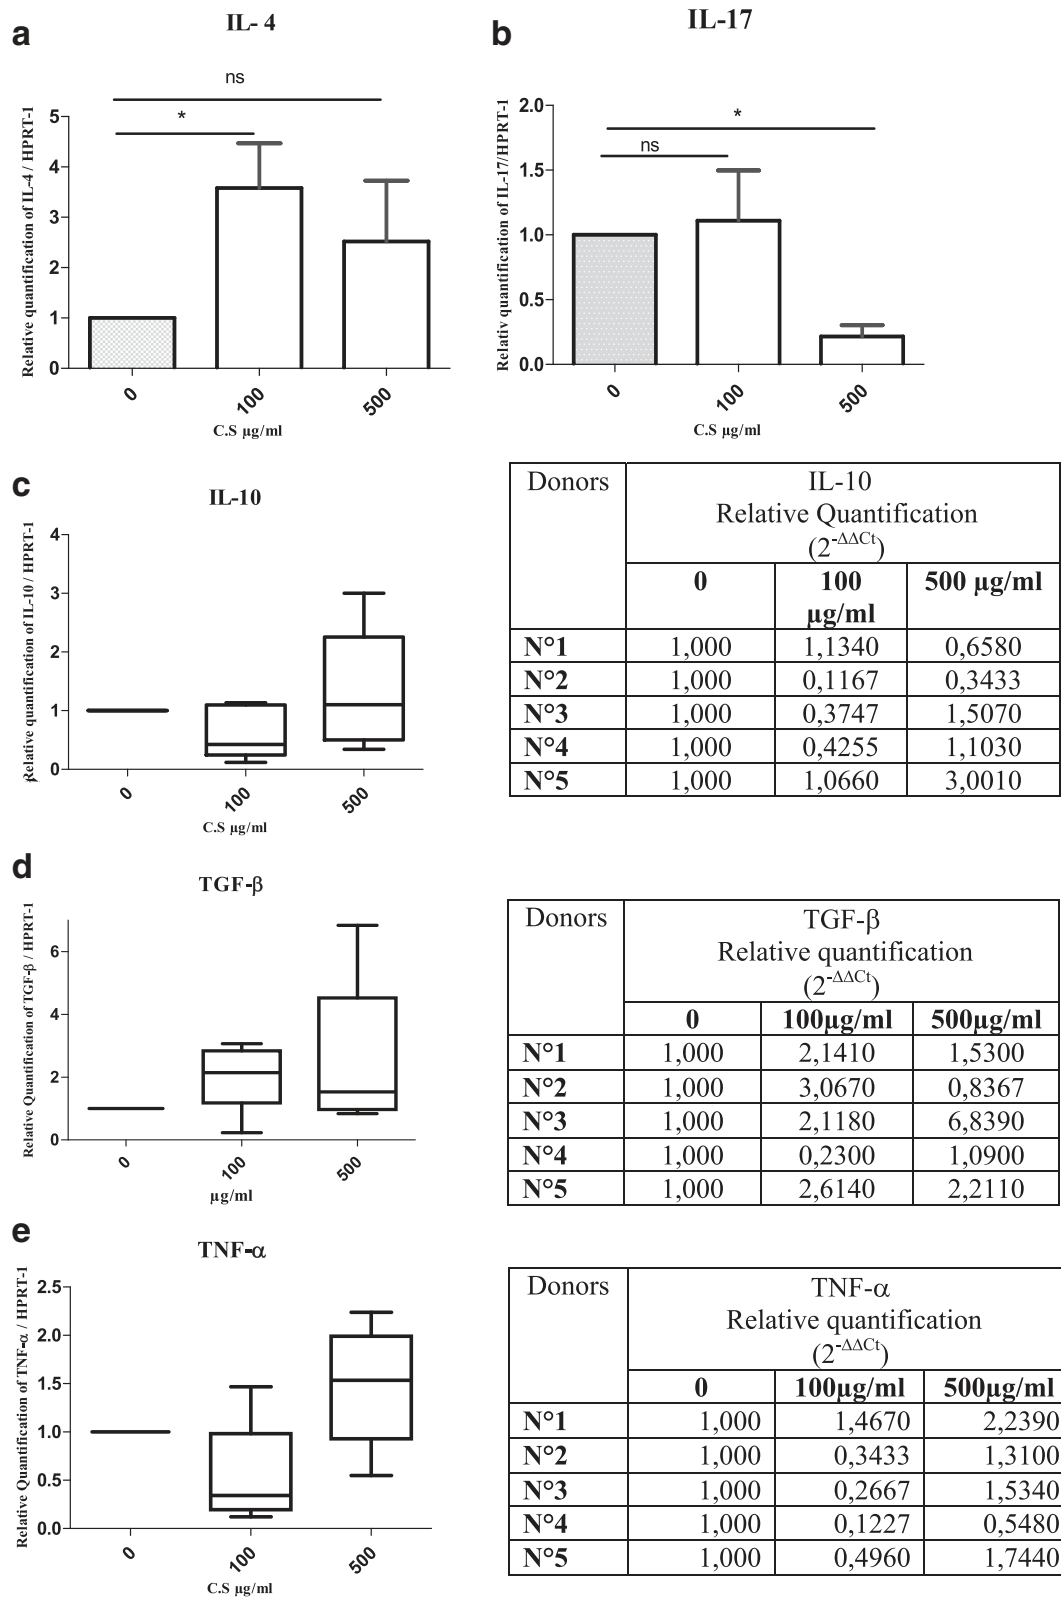 a
IL- 4
ns
*
Relative quantification of IL-4 / HPRT-1
5
4
3
2
1
0
0
100
500
C.S µg/ml
b
IL-17
*
ns
Relativ quantification of IL-17/HPRT-1
2.0
1.5
1.0
0.5
0.0
0
100
500
C.S µg/ml
c
IL-10
Relative quantification of IL-10 / HPRT-1
4
3
2
1
0
0
100
500
C.S µg/ml
Donors
IL-10
Relative Quantification
(2-ΔΔCt)
0 100 µg/ml 500 µg/ml
N°1 1,000 1,1340 0,6580
N°2 1,000 0,1167 0,3433
N°3 1,000 0,3747 1,5070
N°4 1,000 0,4255 1,1030
N°5 1,000 1,0660 3,0010
d
TGF-β
Relative Quantification of TGF-β / HPRT-1
6
4
2
0
0
100
500
µg/ml
Donors
TGF-β
Relative quantification
(2-ΔΔCt)
0 100µg/ml 500µg/ml
N°1 1,000 2,1410 1,5300
N°2 1,000 3,0670 0,8367
N°3 1,000 2,1180 6,8390
N°4 1,000 0,2300 1,0900
N°5 1,000 2,6140 2,2110
e
TNF-α
Relative Quantification of TNF-α / HPRT-1
2.5
2.0
1.5
1.0
0.5
0.0
0
100
500
C.S µg/ml
Donors
TNF-α
Relative quantification
(2-ΔΔCt)
0 100µg/ml 500µg/ml
N°1 1,000 1,4670 2,2390
N°2 1,000 0,3433 1,3100
N°3 1,000 0,2667 1,5340
N°4 1,000 0,1227 0,5480
N°5 1,000 0,4960 1,7440